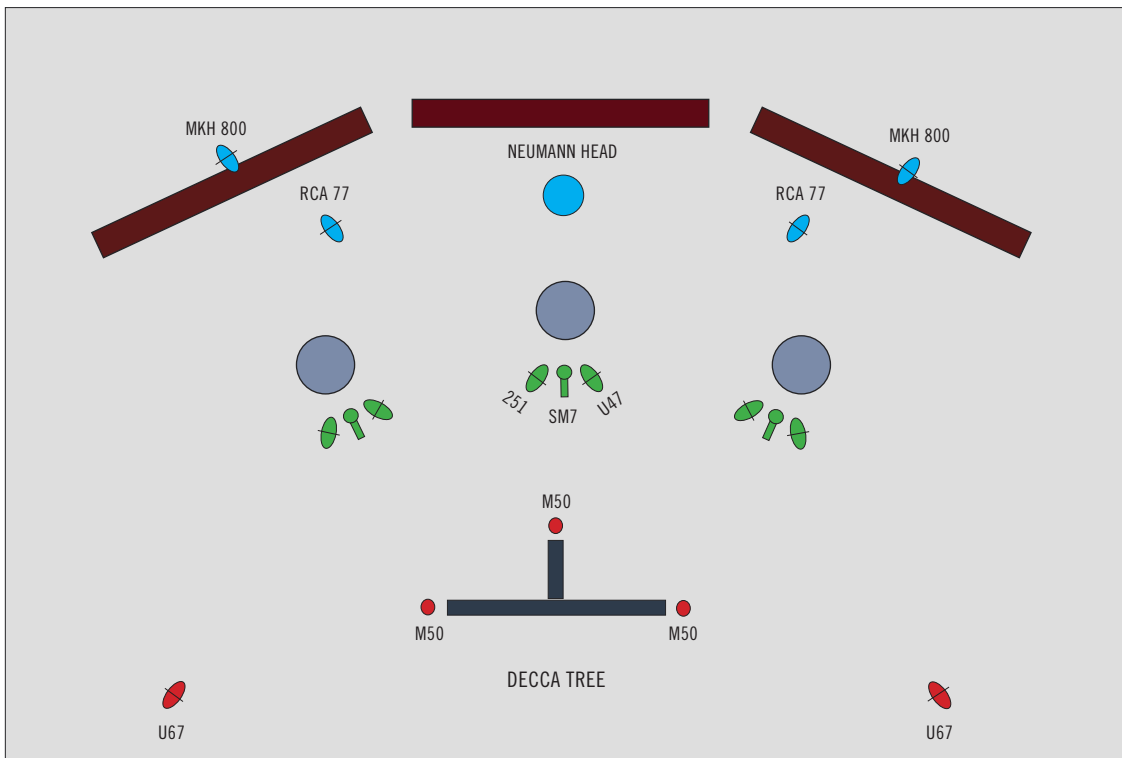 MKH 800
MKH 800
NEUMANN HEAD
RCA 77
RCA 77
251
SM7
U47
M50
M50
M50
DECCA TREE
U67
U67